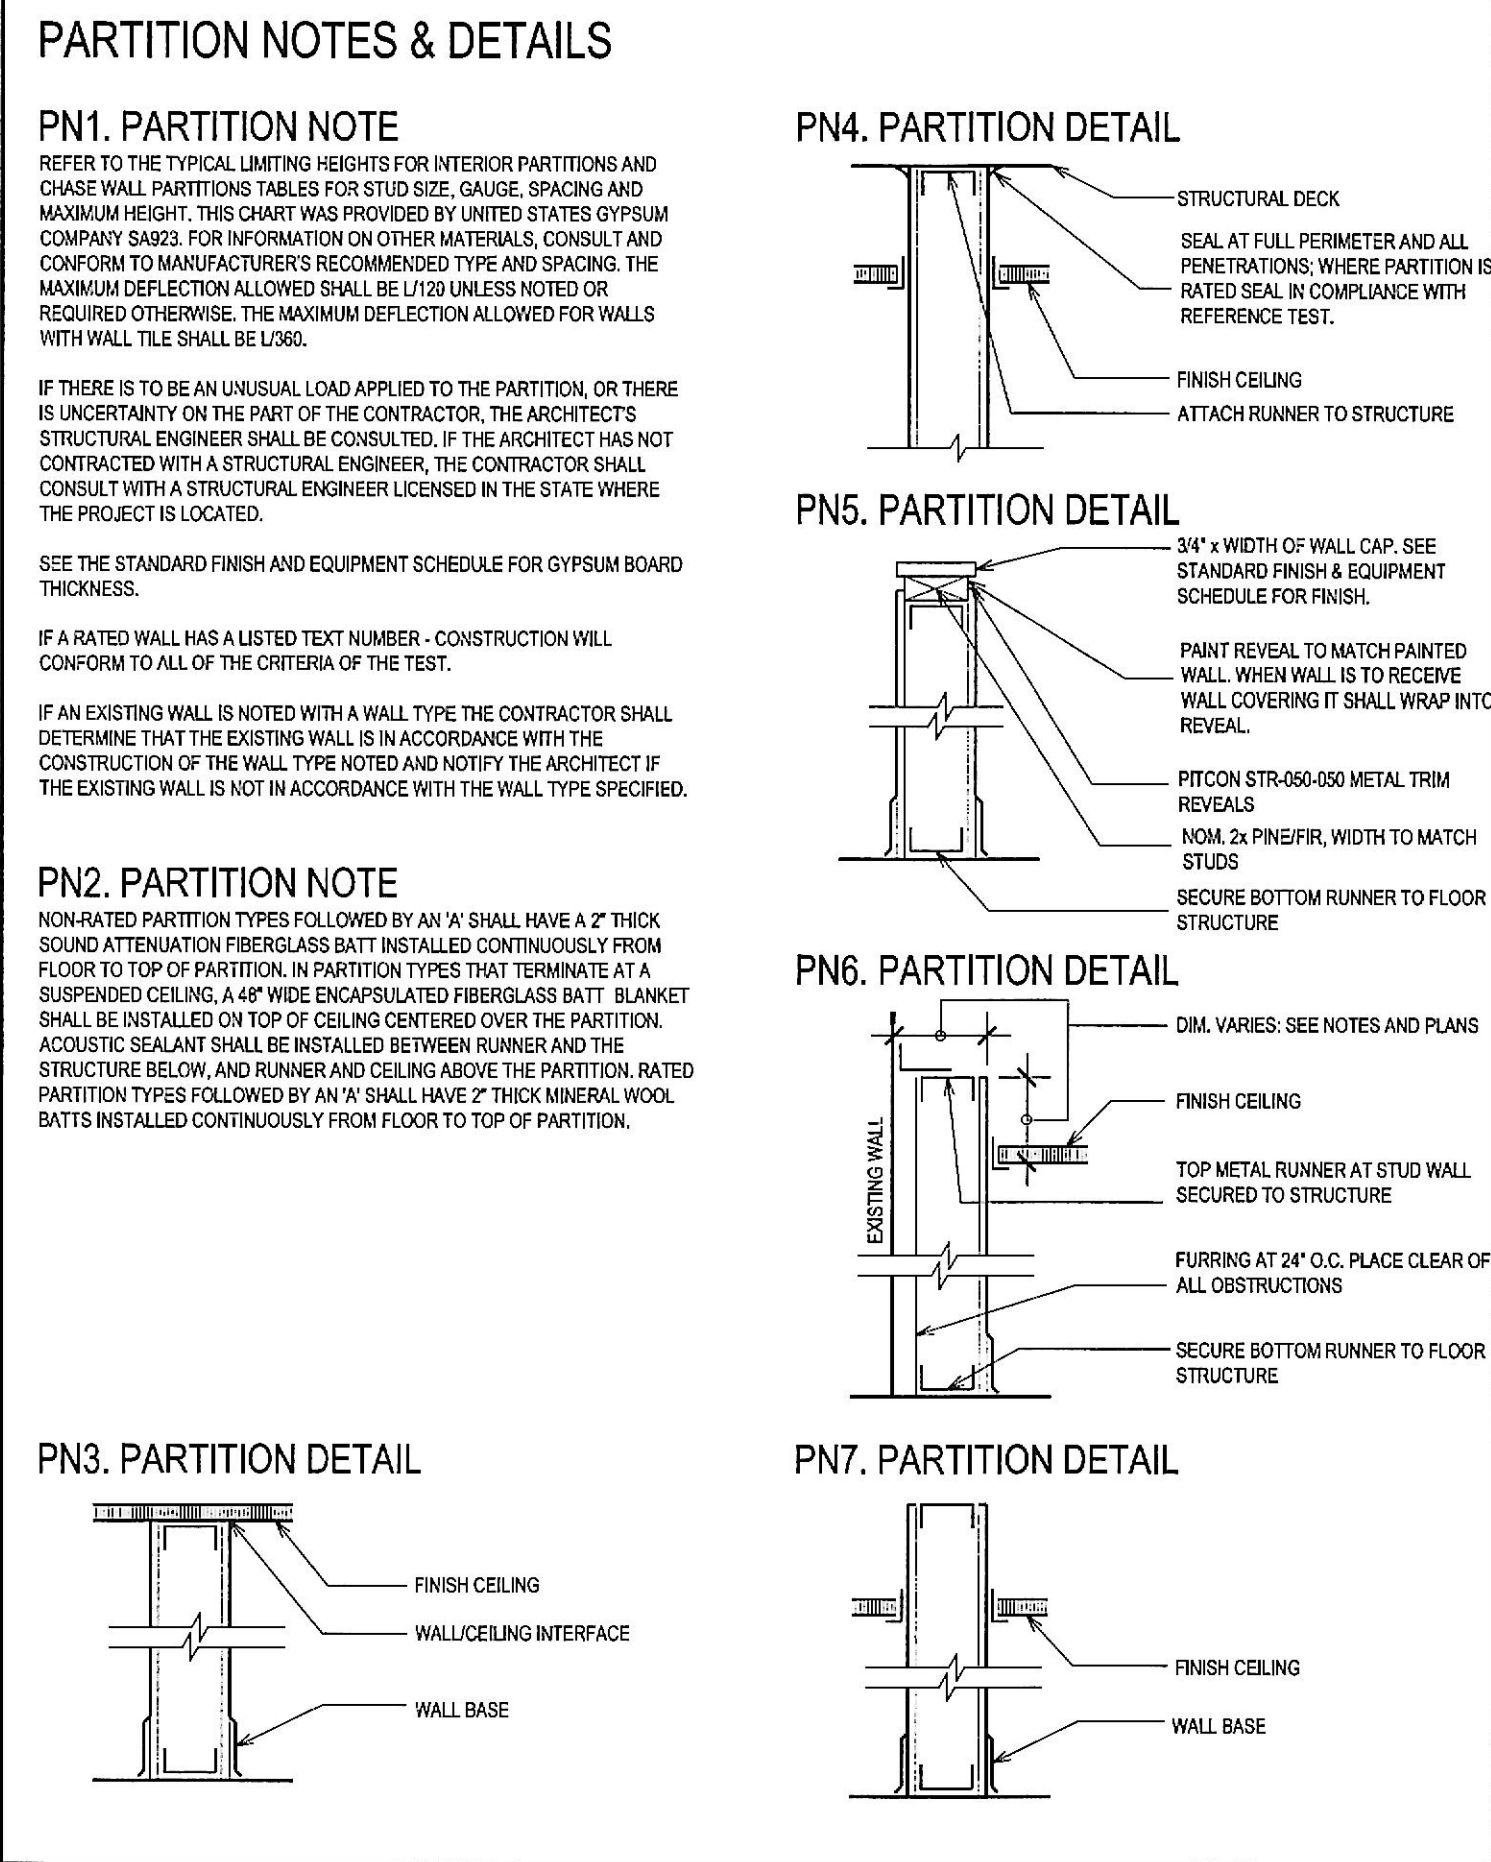 PARTITION NOTES & DETAILS
PN1. PARTITION NOTE
REFER TO THE TYPICAL LIMITING HEIGHTS FOR INTERIOR PARTITIONS AND
CHASE WALL PARTITIONS TABLES FOR STUD SIZE, GAUGE, SPACING AND
MAXIMUM HEIGHT. THIS CHART WAS PROVIDED BY UNITED STATES GYPSUM
COMPANY SA923. FOR INFORMATION ON OTHER MATERIALS, CONSULT AND
CONFORM TO MANUFACTURER'S RECOMMENDED TYPE AND SPACING. THE
MAXIMUM DEFLECTION ALLOWED SHALL BE L/120 UNLESS NOTED OR
REQUIRED OTHERWISE. THE MAXIMUM DEFLECTION ALLOWED FOR WALLS
WITH WALL TILE SHALL BE L/360.
IF THERE IS TO BE AN UNUSUAL LOAD APPLIED TO THE PARTITION, OR THERE
IS UNCERTAINTY ON THE PART OF THE CONTRACTOR, THE ARCHITECT'S
STRUCTURAL ENGINEER SHALL BE CONSULTED. IF THE ARCHITECT HAS NOT
CONTRACTED WITH A STRUCTURAL ENGINEER, THE CONTRACTOR SHALL
CONSULT WITH A STRUCTURAL ENGINEER LICENSED IN THE STATE WHERE
THE PROJECT IS LOCATED.
SEE THE STANDARD FINISH AND EQUIPMENT SCHEDULE FOR GYPSUM BOARD
THICKNESS.
IF A RATED WALL HAS A LISTED TEXT NUMBER - CONSTRUCTION WILL
CONFORM TO ALL OF THE CRITERIA OF THE TEST.
IF AN EXISTING WALL IS NOTED WITH A WALL TYPE THE CONTRACTOR SHALL
DETERMINE THAT THE EXISTING WALL IS IN ACCORDANCE WITH THE
CONSTRUCTION OF THE WALL TYPE NOTED AND NOTIFY THE ARCHITECT IF
THE EXISTING WALL IS NOT IN ACCORDANCE WITH THE WALL TYPE SPECIFIED.
PN2. PARTITION NOTE
NON-RATED PARTITION TYPES FOLLOWED BY AN 'A' SHALL HAVE A 2" THICK
SOUND ATTENUATION FIBERGLASS BATT INSTALLED CONTINUOUSLY FROM
FLOOR TO TOP OF PARTITION. IN PARTITION TYPES THAT TERMINATE AT A
SUSPENDED CEILING, A 48" WIDE ENCAPSULATED FIBERGLASS BATT BLANKET
SHALL BE INSTALLED ON TOP OF CEILING CENTERED OVER THE PARTITION.
ACOUSTIC SEALANT SHALL BE INSTALLED BETWEEN RUNNER AND THE
STRUCTURE BELOW, AND RUNNER AND CEILING ABOVE THE PARTITION. RATED
PARTITION TYPES FOLLOWED BY AN 'A' SHALL HAVE 2" THICK MINERAL WOOL
BATTS INSTALLED CONTINUOUSLY FROM FLOOR TO TOP OF PARTITION.
PN3. PARTITION DETAIL
FINISH CEILING
WALL/CEILING INTERFACE
WALL BASE
PN4. PARTITION DETAIL
STRUCTURAL DECK
SEAL AT FULL PERIMETER AND ALL
PENETRATIONS; WHERE PARTITION IS
RATED SEAL IN COMPLIANCE WITH
REFERENCE TEST.
FINISH CEILING
ATTACH RUNNER TO STRUCTURE
PN5. PARTITION DETAIL
3/4" x WIDTH OF WALL CAP. SEE
STANDARD FINISH & EQUIPMENT
SCHEDULE FOR FINISH.
PAINT REVEAL TO MATCH PAINTED
WALL. WHEN WALL IS TO RECEIVE
WALL COVERING IT SHALL WRAP INTO
REVEAL.
PITCON STR-050-050 METAL TRIM
REVEALS
NOM. 2x PINE/FIR, WIDTH TO MATCH
STUDS
SECURE BOTTOM RUNNER TO FLOOR
STRUCTURE
PN6. PARTITION DETAIL
DIM. VARIES: SEE NOTES AND PLANS
FINISH CEILING
EXISTING WALL
TOP METAL RUNNER AT STUD WALL
SECURED TO STRUCTURE
FURRING AT 24" O.C. PLACE CLEAR OF
ALL OBSTRUCTIONS
SECURE BOTTOM RUNNER TO FLOOR
STRUCTURE
PN7. PARTITION DETAIL
FINISH CEILING
WALL BASE